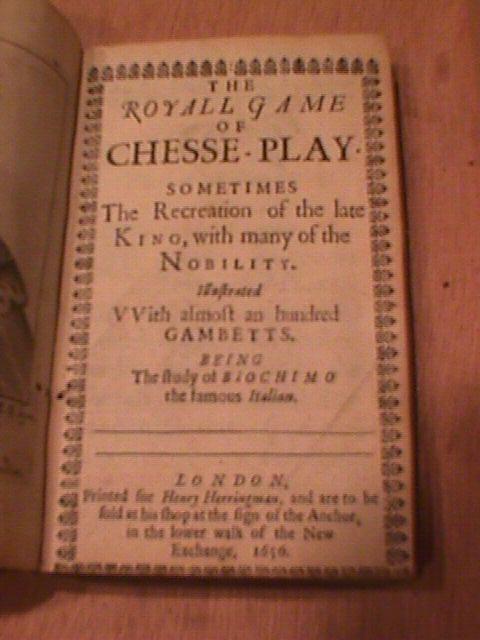 THE
ROYALL GAME
OF
CHESSE-PLAY.
SOMETIMES
The Recreation of the late
KING, with many of the
NOBILITY.
Illuſtrated
VVith almoſt an hundred
GAMBETTS.
BEING
The ſtudy of BIOCHIMO
the famous Italian.
LONDON,
Printed for Henry Herringman, and are to be
ſold at his ſhop at the ſign of the Anchor,
in the lower walk of the New
Exchange, 1656.